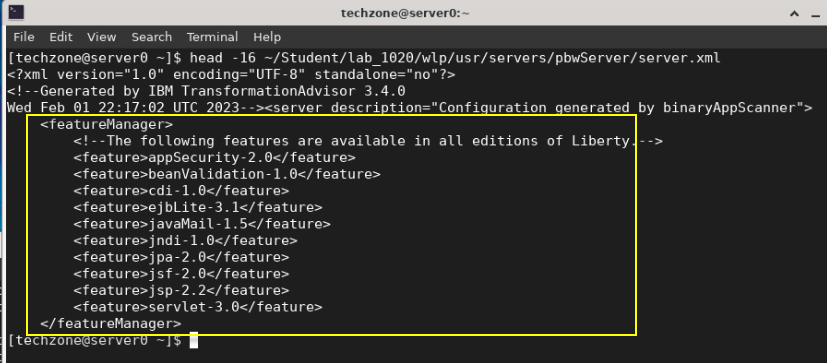 techzone@server0:~
File Edit View Search Terminal Help
[techzone@server0 ~]$ head -16 ~/Student/lab_1020/wlp/usr/servers/pbwServer/server.xml
<?xml version="1.0" encoding="UTF-8" standalone="no"?>
<!--Generated by IBM TransformationAdvisor 3.4.0
Wed Feb 01 22:17:02 UTC 2023--><server description="Configuration generated by binaryAppScanner">
    <featureManager>
        <!--The following features are available in all editions of Liberty.-->
        <feature>appSecurity-2.0</feature>
        <feature>beanValidation-1.0</feature>
        <feature>cdi-1.0</feature>
        <feature>ejbLite-3.1</feature>
        <feature>javaMail-1.5</feature>
        <feature>jndi-1.0</feature>
        <feature>jpa-2.0</feature>
        <feature>jsf-2.0</feature>
        <feature>jsp-2.2</feature>
        <feature>servlet-3.0</feature>
    </featureManager>
[techzone@server0 ~]$